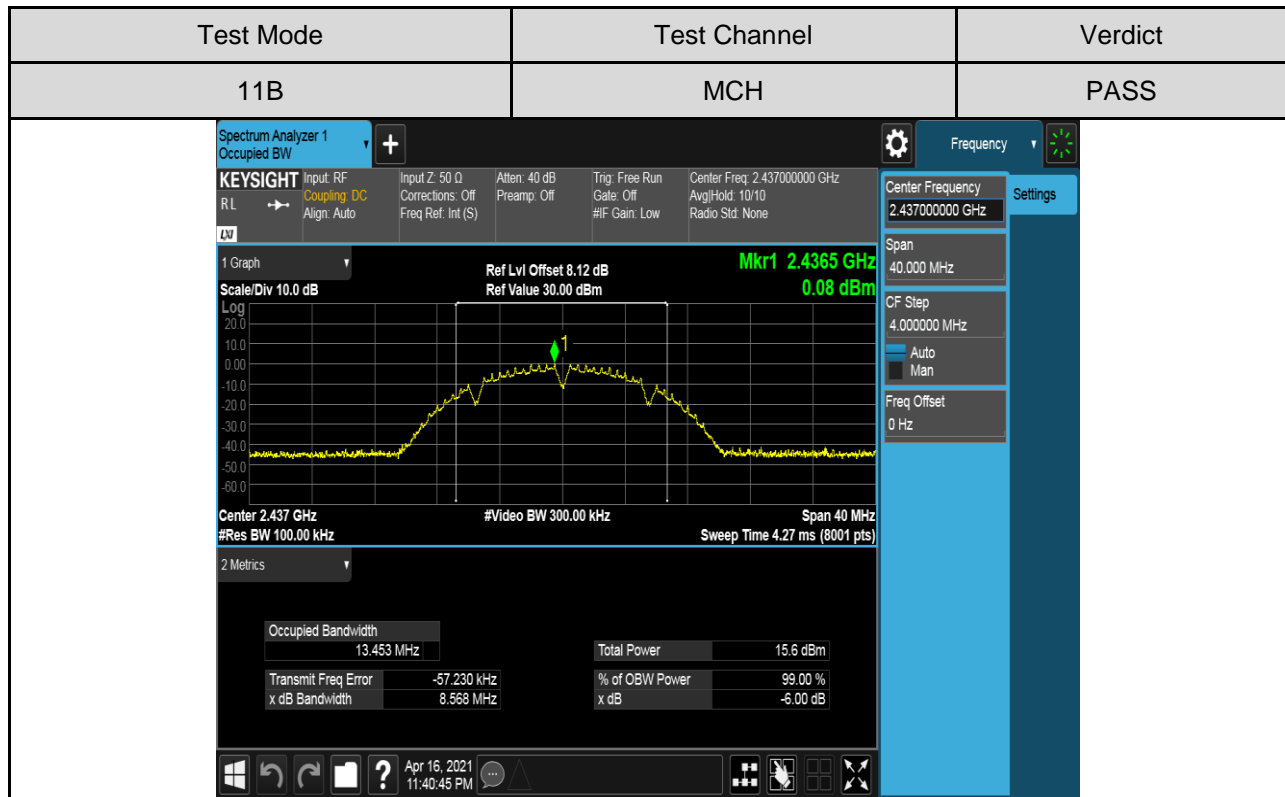 Test Mode Test Channel Verdict
11B MCH PASS
Spectrum Analyzer 1
Occupied BW
+
Frequency
KEYSIGHT
R L
LXI
Input: RF
Coupling: DC
Align: Auto
Input Z: 50 Ω
Corrections: Off
Freq Ref: Int (S)
Atten: 40 dB
Preamp: Off
Trig: Free Run
Gate: Off
#IF Gain: Low
Center Freq: 2.437000000 GHz
Avg|Hold: 10/10
Radio Std: None
Center Frequency
2.437000000 GHz
Settings
Span
40.000 MHz
CF Step
4.000000 MHz
Auto
Man
Freq Offset
0 Hz
1 Graph
Scale/Div 10.0 dB
Ref Lvl Offset 8.12 dB
Ref Value 30.00 dBm
Mkr1 2.4365 GHz
0.08 dBm
Log
20.0
10.0
0.00
-10.0
-20.0
-30.0
-40.0
-50.0
-60.0
1
Center 2.437 GHz
#Res BW 100.00 kHz
#Video BW 300.00 kHz
Span 40 MHz
Sweep Time 4.27 ms (8001 pts)
2 Metrics
Occupied Bandwidth
13.453 MHz
Total Power 15.6 dBm
Transmit Freq Error -57.230 kHz
% of OBW Power 99.00 %
x dB Bandwidth 8.568 MHz
x dB -6.00 dB
?
Apr 16, 2021
11:40:45 PM